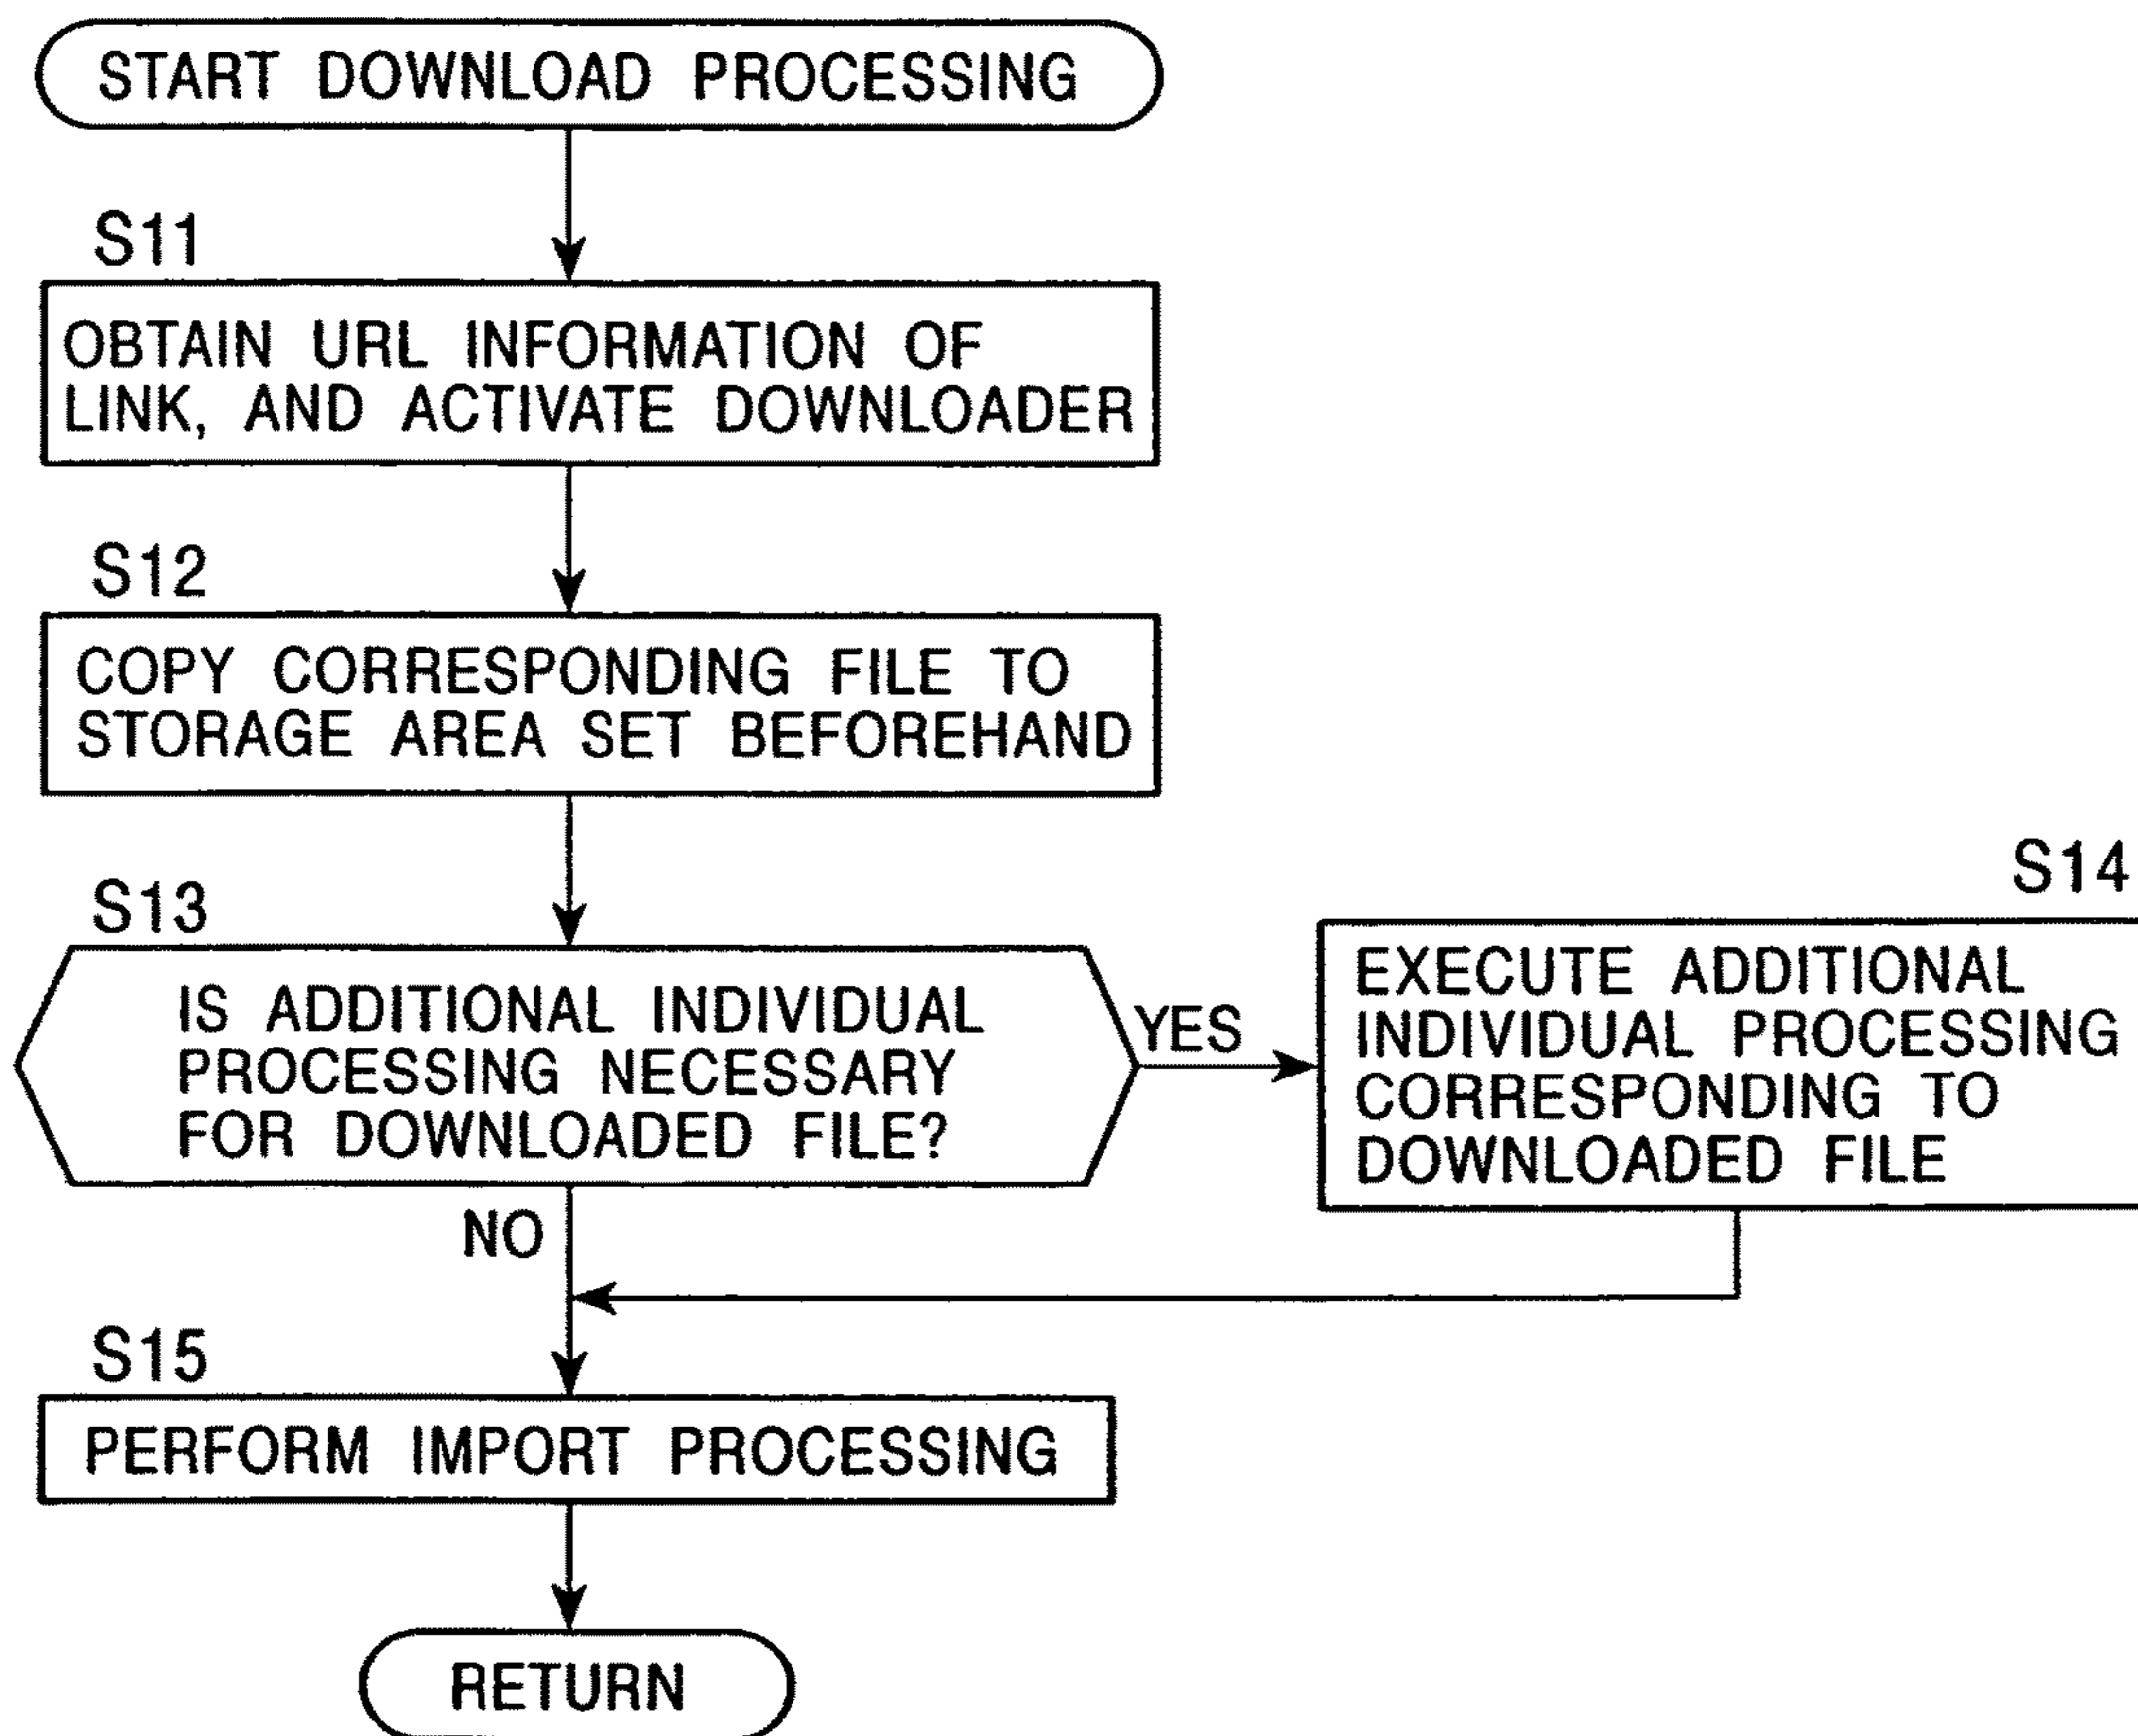 START DOWNLOAD PROCESSING
S11
OBTAIN URL INFORMATION OF
LINK, AND ACTIVATE DOWNLOADER
S12
COPY CORRESPONDING FILE TO
STORAGE AREA SET BEFOREHAND
S13
IS ADDITIONAL INDIVIDUAL
PROCESSING NECESSARY
FOR DOWNLOADED FILE?
YES
S14
EXECUTE ADDITIONAL
INDIVIDUAL PROCESSING
CORRESPONDING TO
DOWNLOADED FILE
NO
S15
PERFORM IMPORT PROCESSING
RETURN